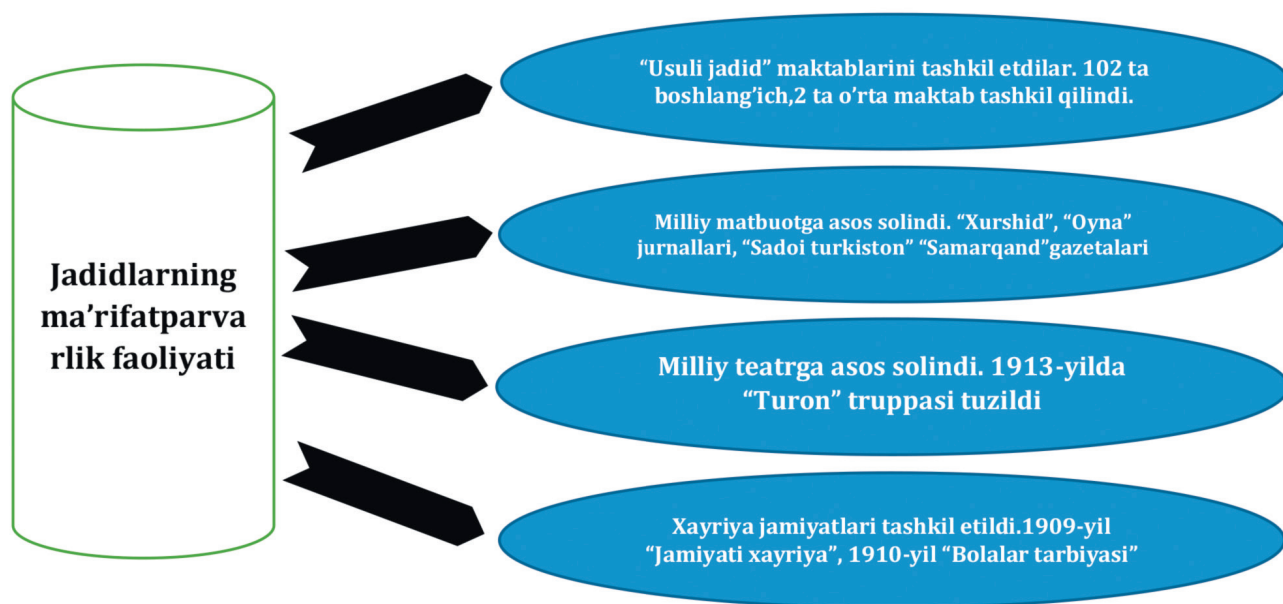 Jadidlarning
ma’rifatparva
rlik faoliyati
“Usuli jadid” maktablarini tashkil etdilar. 102 ta
boshlang’ich,2 ta o’rta maktab tashkil qilindi.
Milliy matbuotga asos solindi. “Xurshid”, “Oyna”
jurnallari, “Sadoi turkiston” “Samarqand”gazetalari
Milliy teatrga asos solindi. 1913-yilda
“Turon” truppasi tuzildi
Xayriya jamiyatlari tashkil etildi.1909-yil
“Jamiyati xayriya”, 1910-yil “Bolalar tarbiyasi”